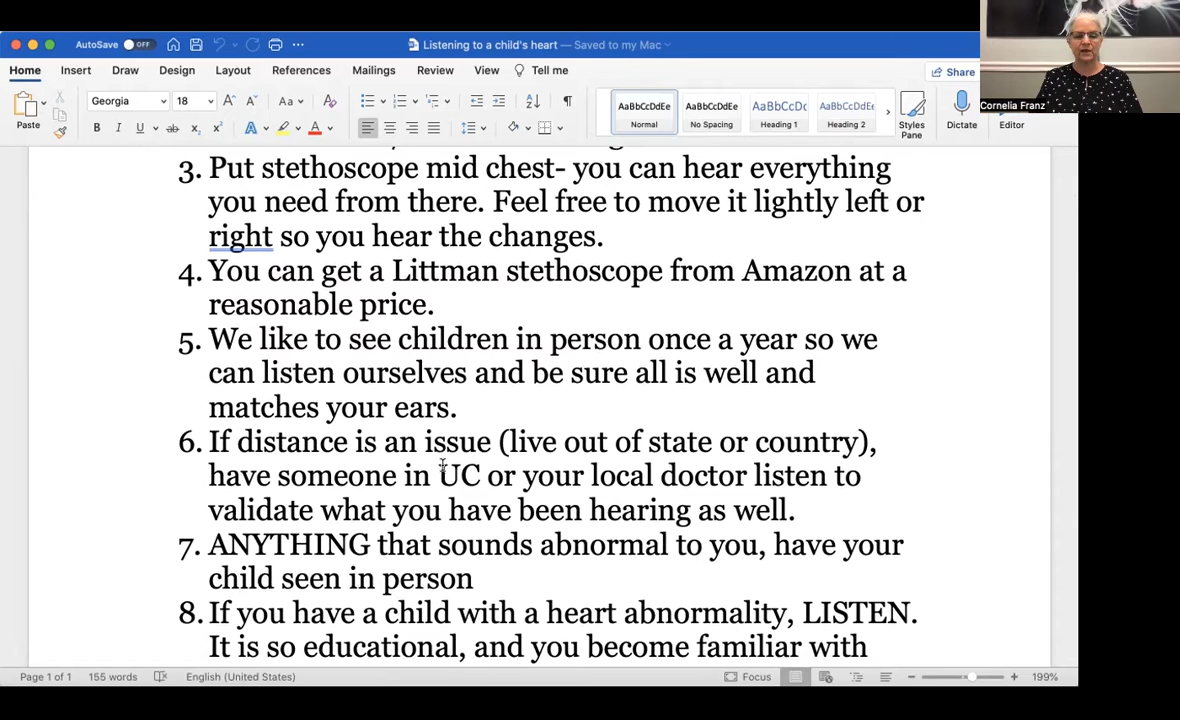 AutoSave OFF
Listening to a child's heart — Saved to my Mac
Home Insert Draw Design Layout References Mailings Review View Tell me
Share
Cornelia Franz
Paste
Georgia 18
AaBbCcDdEe AaBbCcDdEe AaBbCcDc AaBbCcDdEe
Normal No Spacing Heading 1 Heading 2
Styles Pane
Dictate
Editor
3. Put stethoscope mid chest- you can hear everything
you need from there. Feel free to move it lightly left or
right so you hear the changes.
4. You can get a Littman stethoscope from Amazon at a
reasonable price.
5. We like to see children in person once a year so we
can listen ourselves and be sure all is well and
matches your ears.
6. If distance is an issue (live out of state or country),
have someone in UC or your local doctor listen to
validate what you have been hearing as well.
7. ANYTHING that sounds abnormal to you, have your
child seen in person
8. If you have a child with a heart abnormality, LISTEN.
It is so educational, and you become familiar with
Page 1 of 1 155 words English (United States) Focus 199%